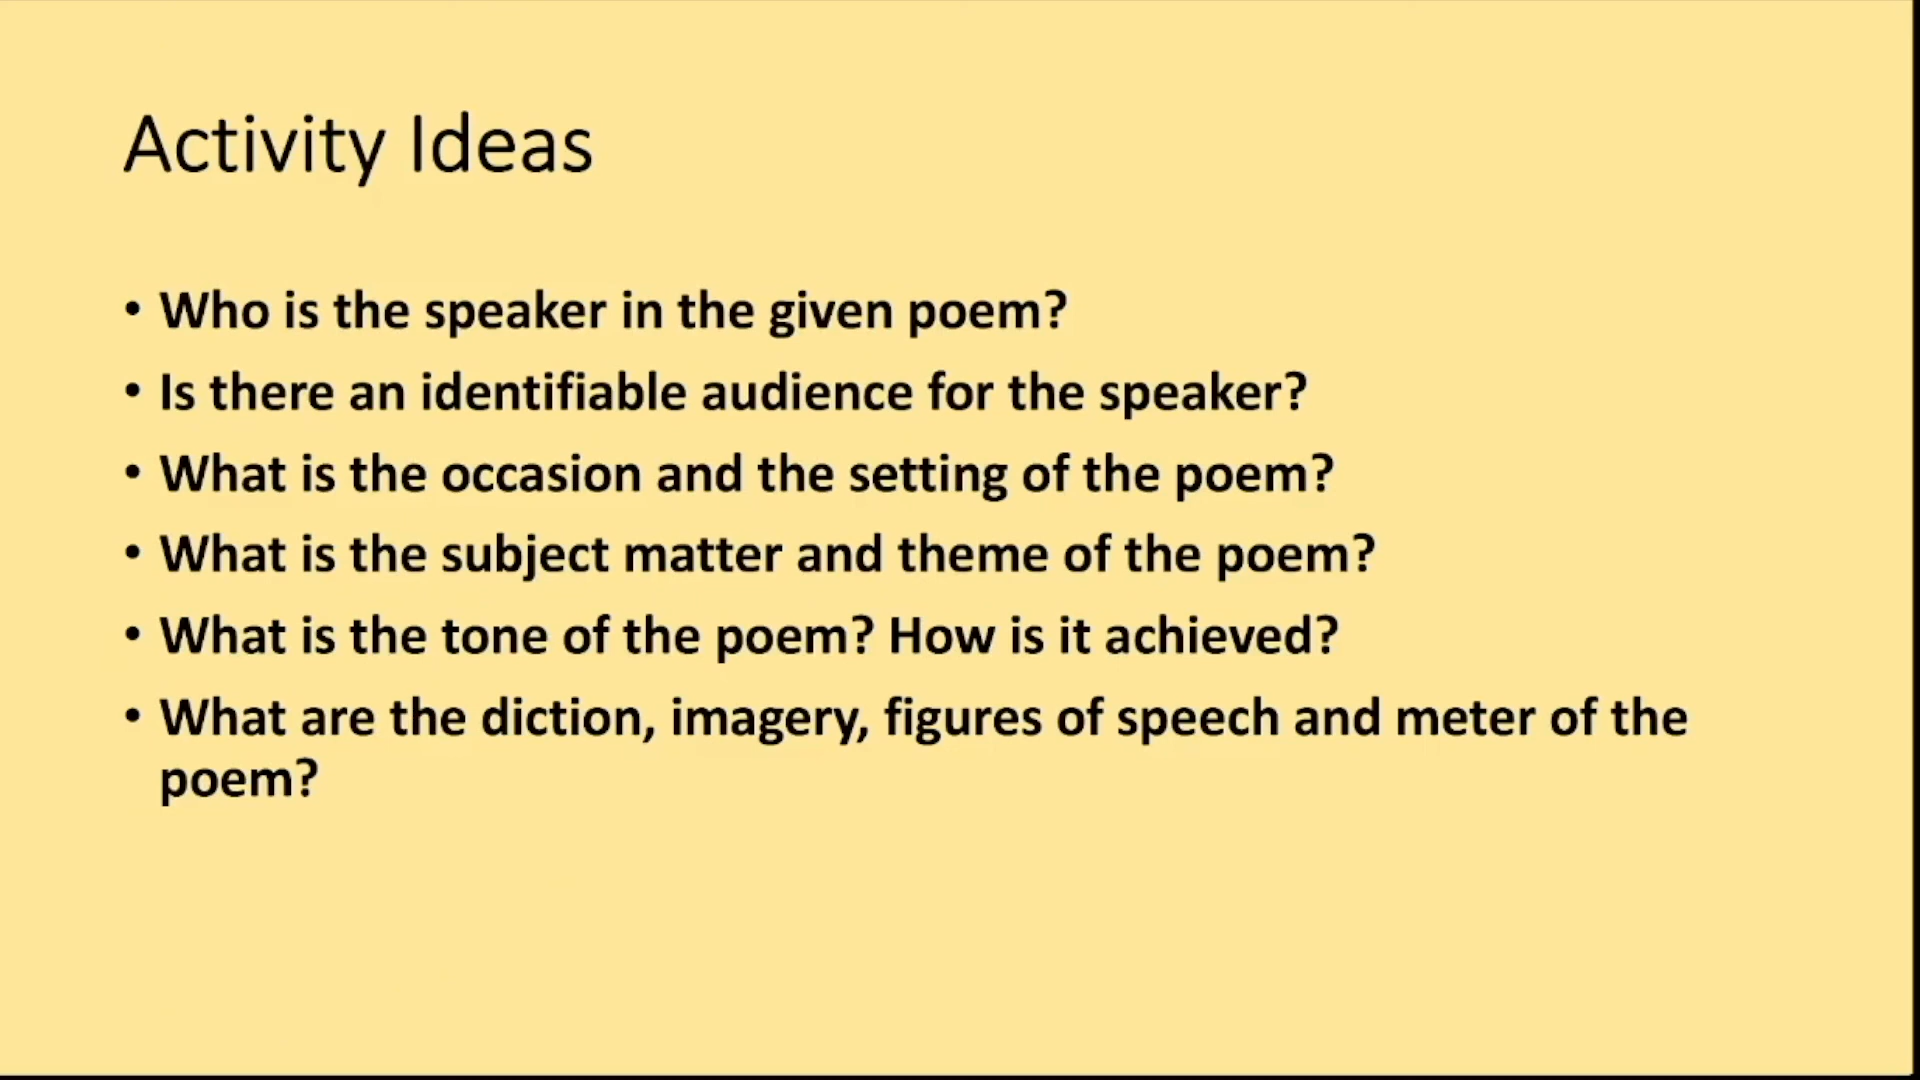 Activity Ideas
• Who is the speaker in the given poem?
• Is there an identifiable audience for the speaker?
• What is the occasion and the setting of the poem?
• What is the subject matter and theme of the poem?
• What is the tone of the poem? How is it achieved?
• What are the diction, imagery, figures of speech and meter of the
poem?